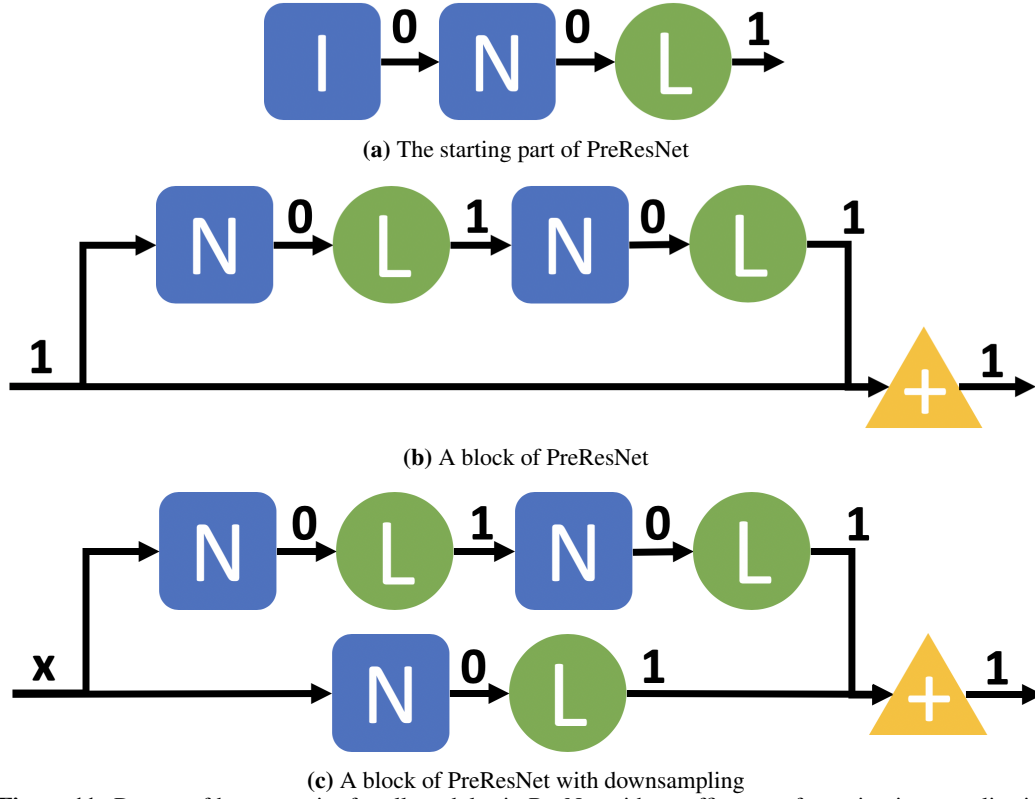 I 0 N 0 L 1
(a) The starting part of PreResNet
N 0 L 1 N 0 L 1
1 + 1
(b) A block of PreResNet
N 0 L 1 N 0 L 1
x N 0 L 1 + 1
(c) A block of PreResNet with downsampling